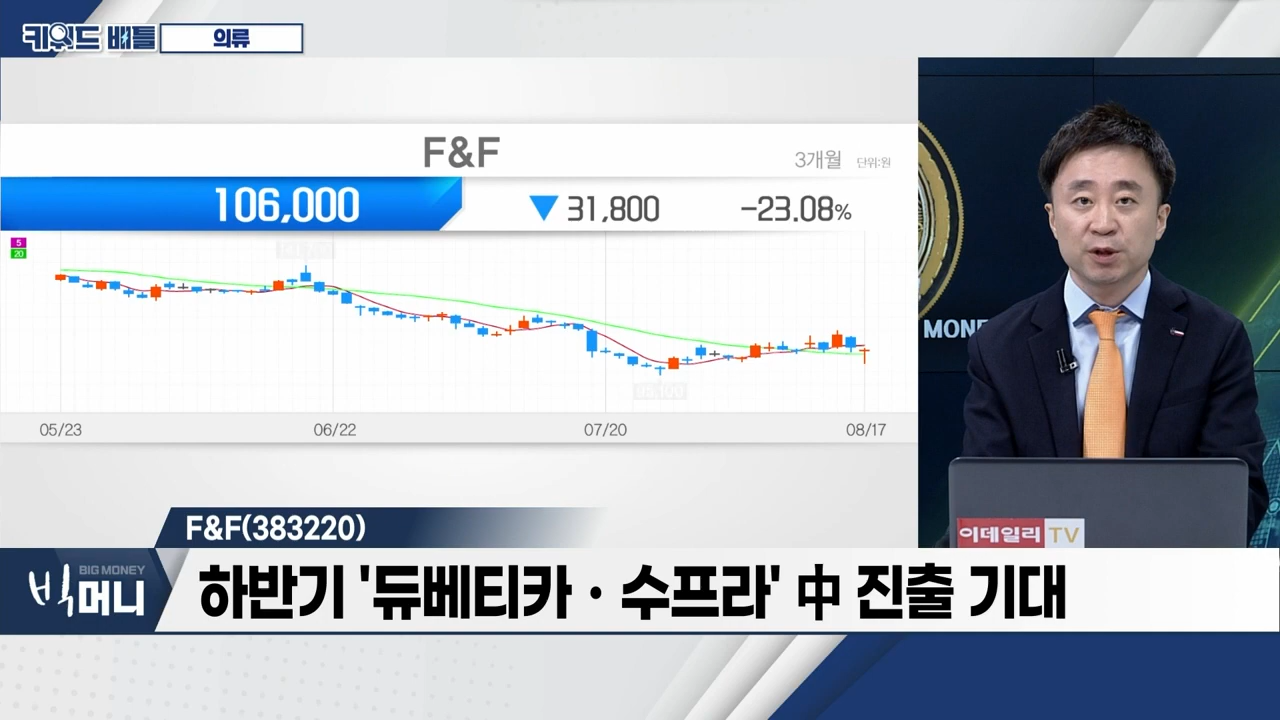 키워드 배틀
의류
F&F
3개월 단위:원
106,000 ▼ 31,800 -23.08%
5
20
05/23 06/22 07/20 08/17
MONE
이데일리 TV
F&F(383220)
BIG MONEY
빅머니
하반기 '듀베티카 · 수프라' 中 진출 기대